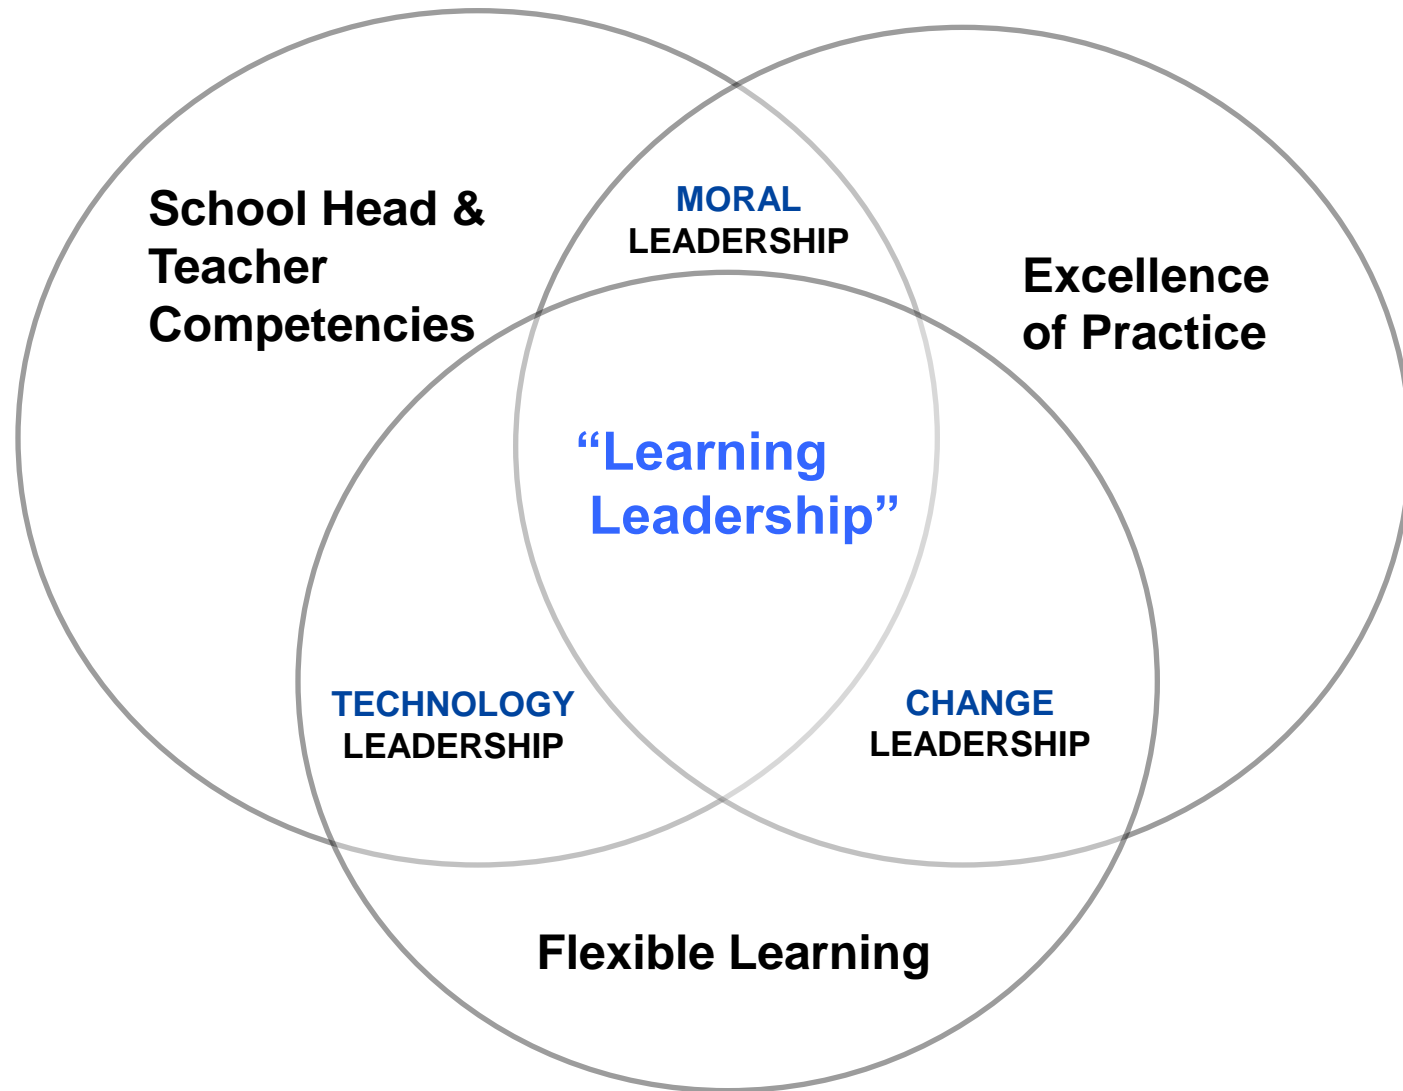 School Head &
Teacher
Competencies
MORAL
LEADERSHIP
Excellence
of Practice
“Learning
Leadership”
TECHNOLOGY
LEADERSHIP
CHANGE
LEADERSHIP
Flexible Learning